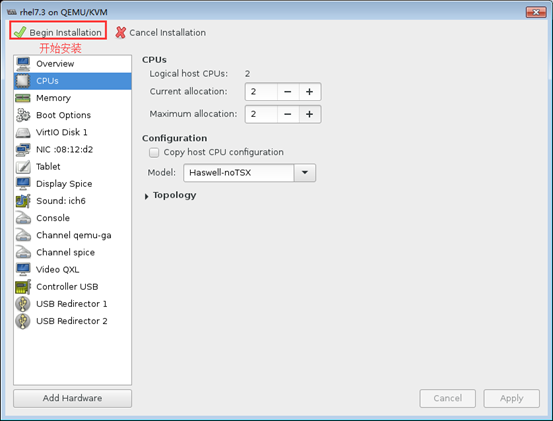 rhel7.3 on QEMU/KVM
Begin Installation
Cancel Installation
开始安装
Overview
CPUs
Memory
Boot Options
VirtIO Disk 1
NIC :08:12:d2
Tablet
Display Spice
Sound: ich6
Console
Channel qemu-ga
Channel spice
Video QXL
Controller USB
USB Redirector 1
USB Redirector 2
Add Hardware
CPUs
Logical host CPUs: 2
Current allocation: 2 − +
Maximum allocation: 2 − +
Configuration
Copy host CPU configuration
Model: Haswell-noTSX
Topology
Cancel
Apply